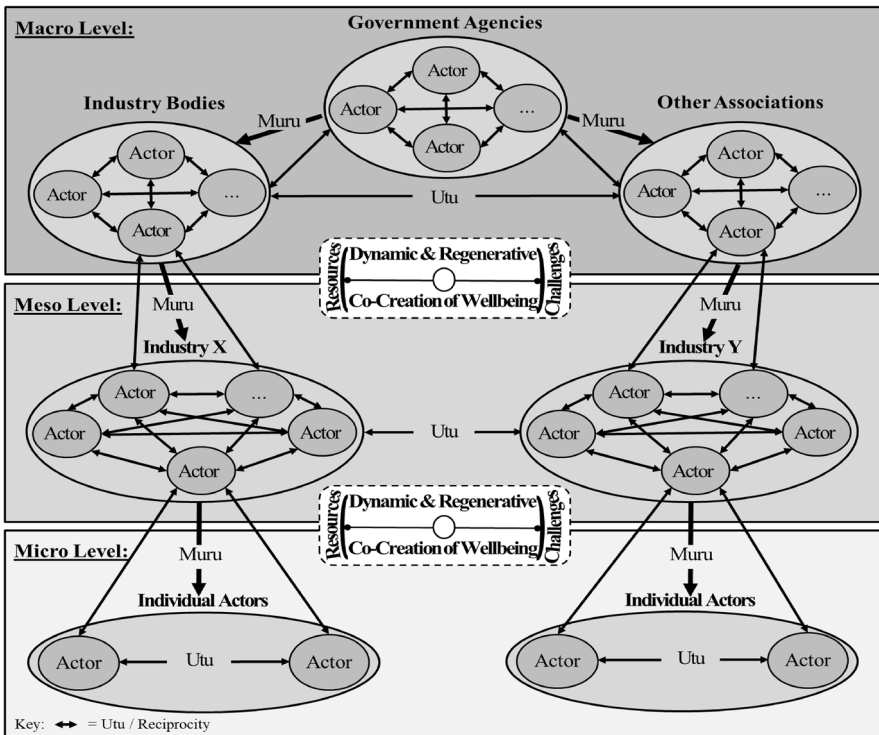 Macro Level:
Government Agencies
Actor
Actor
...
Actor
Industry Bodies
Muru
Muru
Other Associations
Actor
Actor
...
Actor
Utu
Actor
Actor
...
Actor
Resources
Dynamic & Regenerative
Co-Creation of Wellbeing
Challenges
Meso Level:
Muru
Muru
Industry X
Industry Y
Actor
...
Actor
Actor
Actor
Utu
Actor
...
Actor
Actor
Actor
Resources
Dynamic & Regenerative
Co-Creation of Wellbeing
Challenges
Micro Level:
Muru
Muru
Individual Actors
Individual Actors
Actor
Utu
Actor
Actor
Utu
Actor
Key: ↔ = Utu / Reciprocity